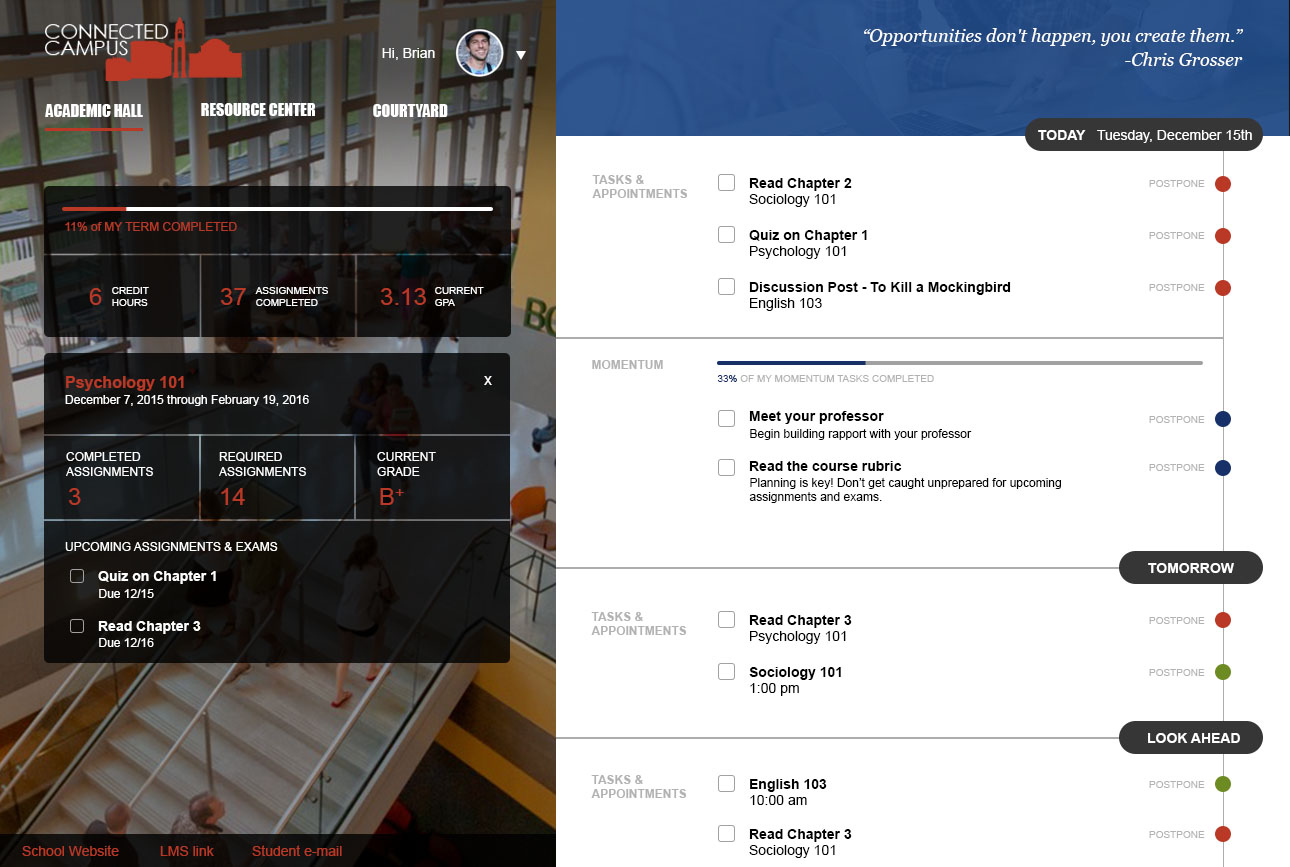 CONNECTED
CAMPUS
Hi, Brian
ACADEMIC HALL
RESOURCE CENTER
COURTYARD
11% of MY TERM COMPLETED
6 CREDIT
HOURS
37 ASSIGNMENTS
COMPLETED
3.13 CURRENT
GPA
Psychology 101
X
December 7, 2015 through February 19, 2016
COMPLETED
ASSIGNMENTS
3
REQUIRED
ASSIGNMENTS
14
CURRENT
GRADE
B+
UPCOMING ASSIGNMENTS & EXAMS
Quiz on Chapter 1
Due 12/15
Read Chapter 3
Due 12/16
School Website
LMS link
Student e-mail
“Opportunities don't happen, you create them.”
-Chris Grosser
TODAY Tuesday, December 15th
TASKS &
APPOINTMENTS
Read Chapter 2
Sociology 101
POSTPONE
Quiz on Chapter 1
Psychology 101
POSTPONE
Discussion Post - To Kill a Mockingbird
English 103
POSTPONE
MOMENTUM
33% OF MY MOMENTUM TASKS COMPLETED
Meet your professor
Begin building rapport with your professor
POSTPONE
Read the course rubric
Planning is key! Don't get caught unprepared for upcoming
assignments and exams.
POSTPONE
TOMORROW
TASKS &
APPOINTMENTS
Read Chapter 3
Psychology 101
POSTPONE
Sociology 101
1:00 pm
POSTPONE
LOOK AHEAD
TASKS &
APPOINTMENTS
English 103
10:00 am
POSTPONE
Read Chapter 3
Sociology 101
POSTPONE